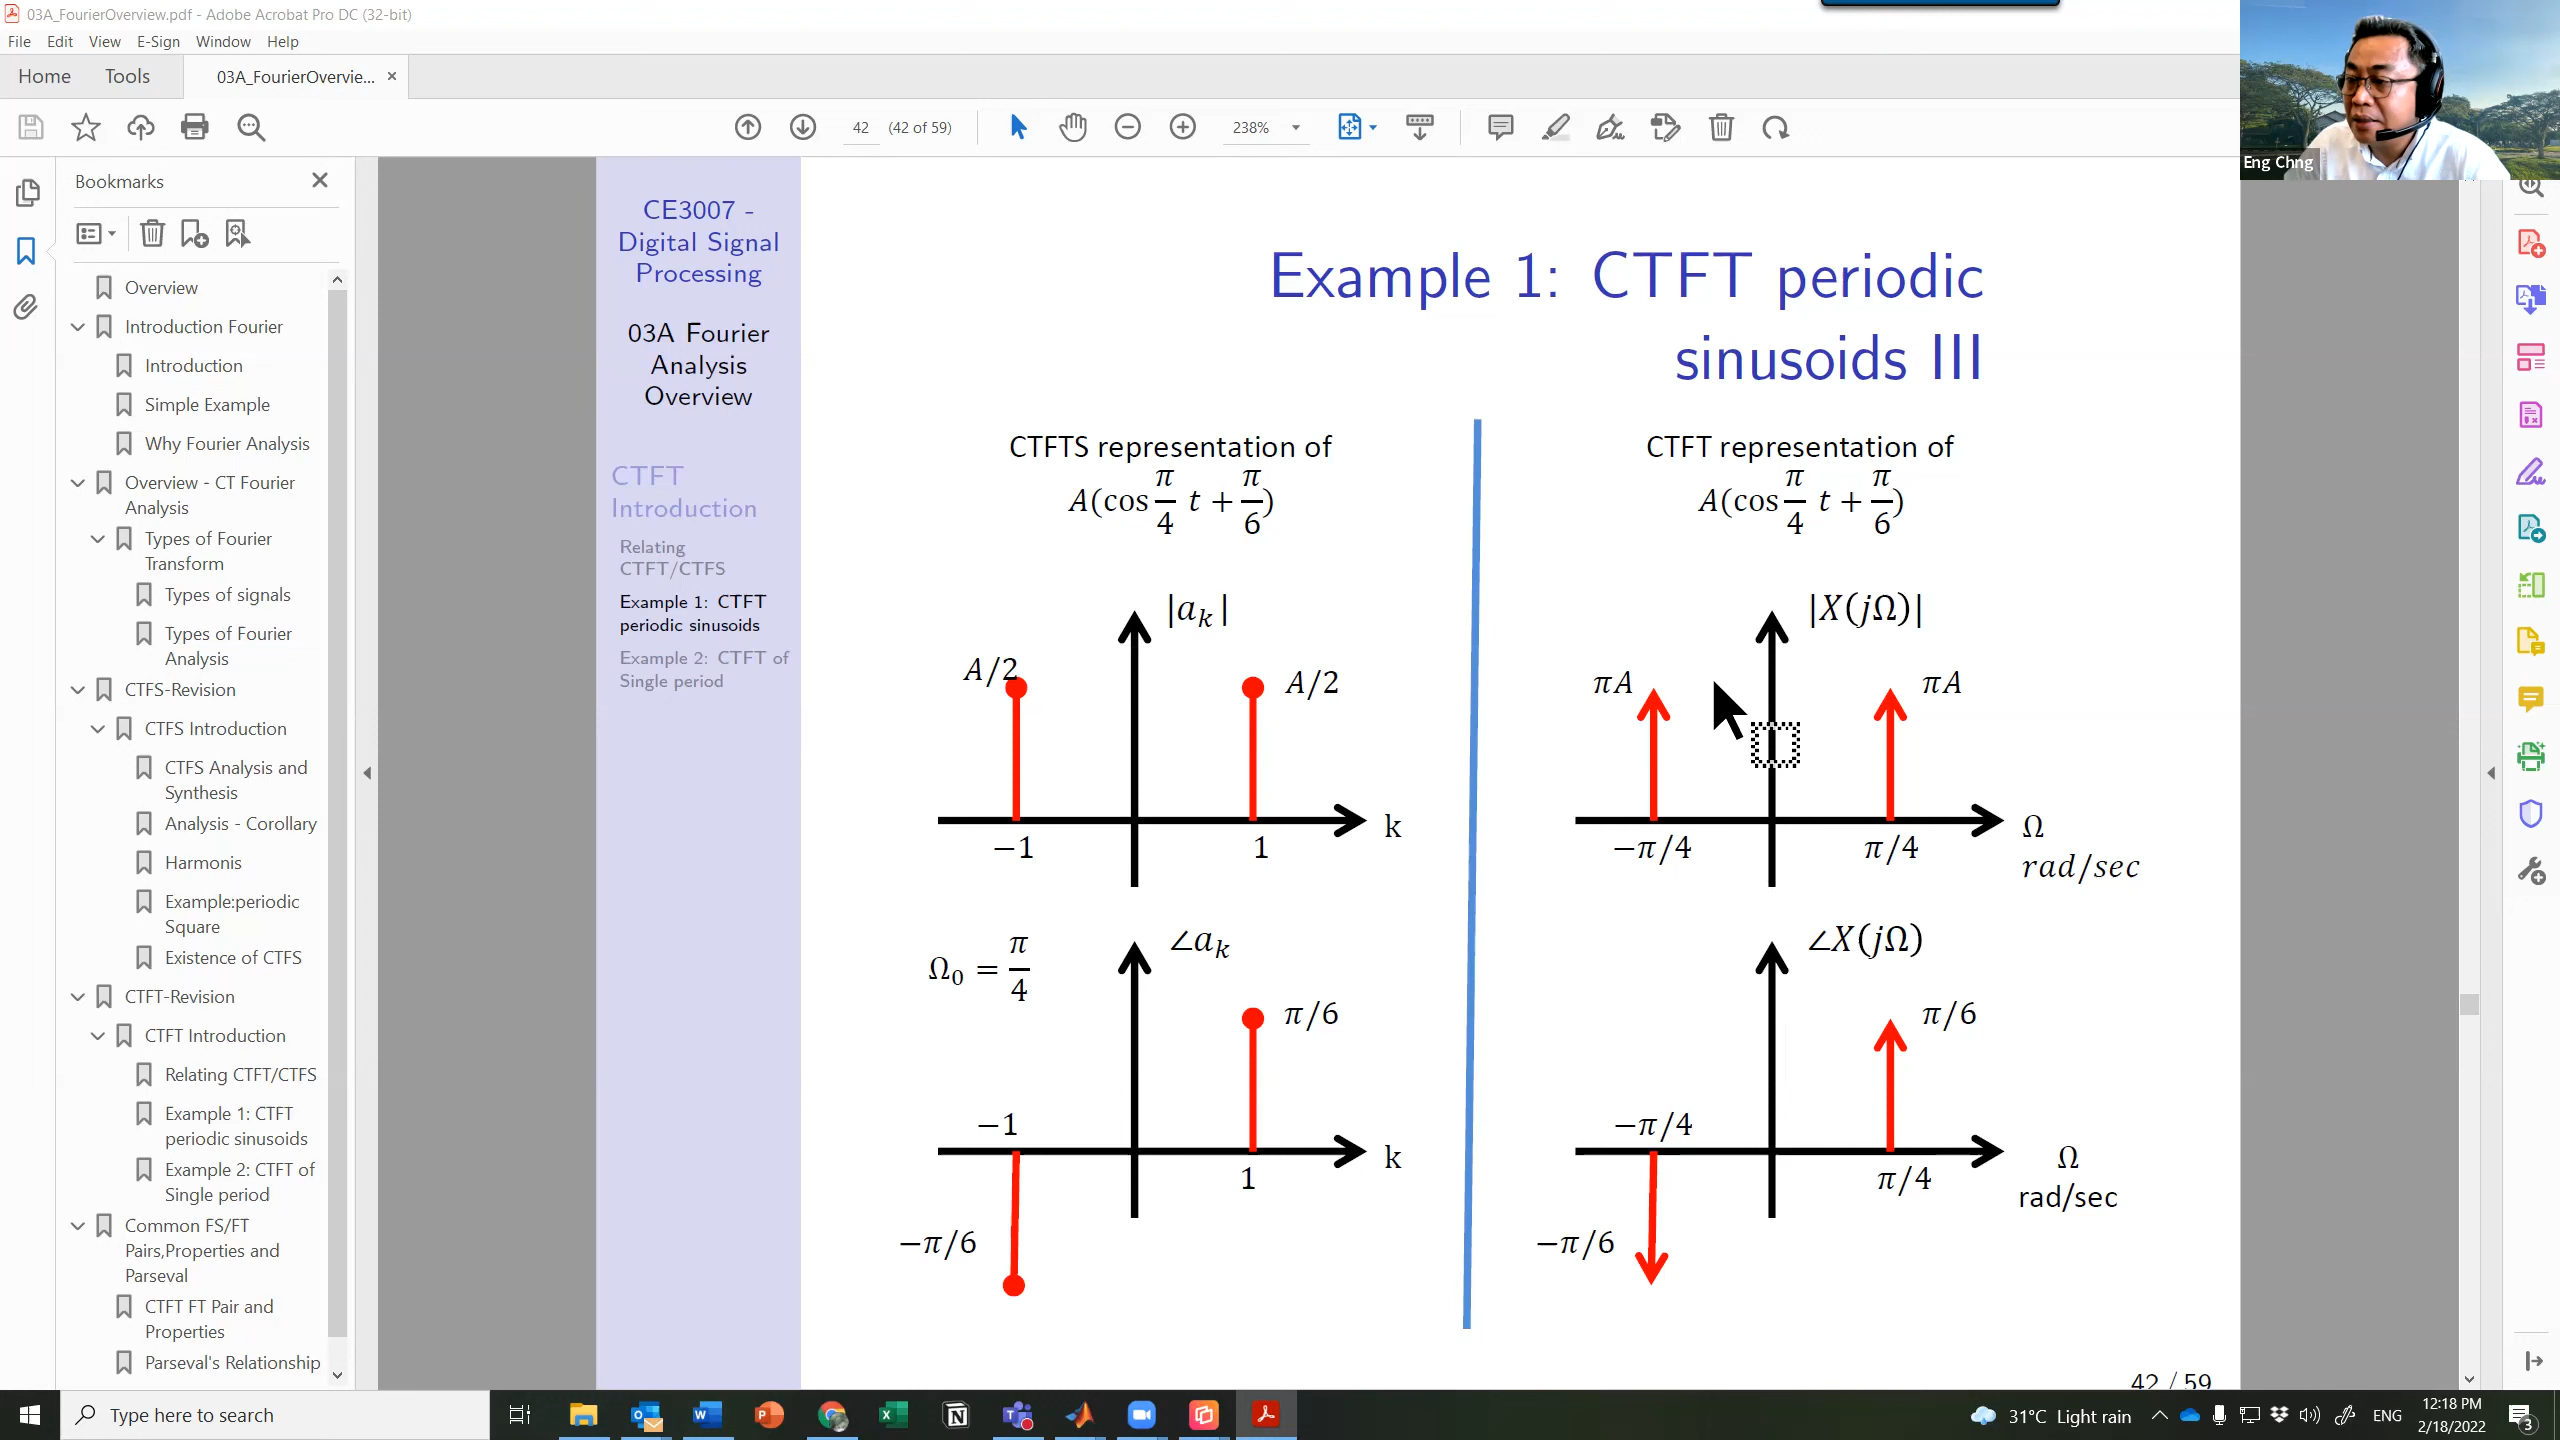 03A_FourierOverview.pdf - Adobe Acrobat Pro DC (32-bit)
File Edit View E-Sign Window Help
Home Tools 03A_FourierOvervie... ×
42 (42 of 59) 238%
Eng Chng
Bookmarks
Overview
Introduction Fourier
Introduction
Simple Example
Why Fourier Analysis
Overview - CT Fourier
Analysis
Types of Fourier
Transform
Types of signals
Types of Fourier
Analysis
CTFS-Revision
CTFS Introduction
CTFS Analysis and
Synthesis
Analysis - Corollary
Harmonis
Example:periodic
Square
Existence of CTFS
CTFT-Revision
CTFT Introduction
Relating CTFT/CTFS
Example 1: CTFT
periodic sinusoids
Example 2: CTFT of
Single period
Common FS/FT
Pairs,Properties and
Parseval
CTFT FT Pair and
Properties
Parseval's Relationship
CE3007 -
Digital Signal
Processing
03A Fourier
Analysis
Overview
CTFT
Introduction
Relating
CTFT/CTFS
Example 1: CTFT
periodic sinusoids
Example 2: CTFT of
Single period
Example 1: CTFT periodic
sinusoids III
CTFTS representation of
A(cos π/4 t + π/6)
|a_k|
A/2 A/2
−1 1 k
Ω₀ = π/4
∠a_k
π/6
−1 1 k
−π/6
CTFT representation of
A(cos π/4 t + π/6)
|X(jΩ)|
πA πA
−π/4 π/4 Ω
rad/sec
∠X(jΩ)
π/6
−π/4 π/4 Ω
rad/sec
−π/6
42 / 59
Type here to search
31°C Light rain ENG 12:18 PM
2/18/2022
3